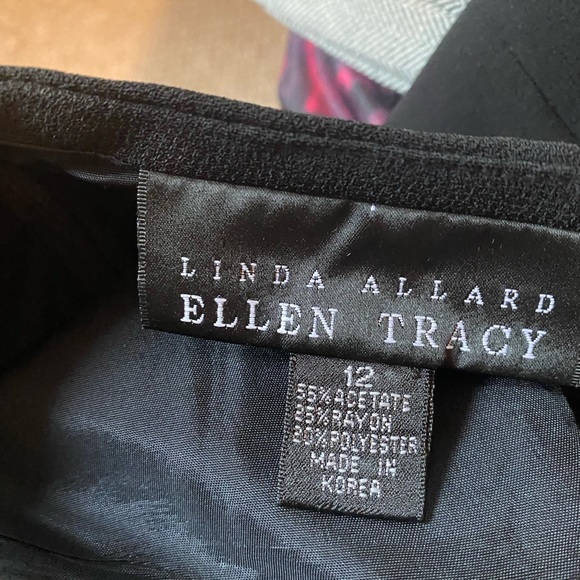 LINDA ALLARD
ELLEN TRACY
12
55% ACETATE
25% RAYON
20% POLYESTER
MADE IN
KOREA